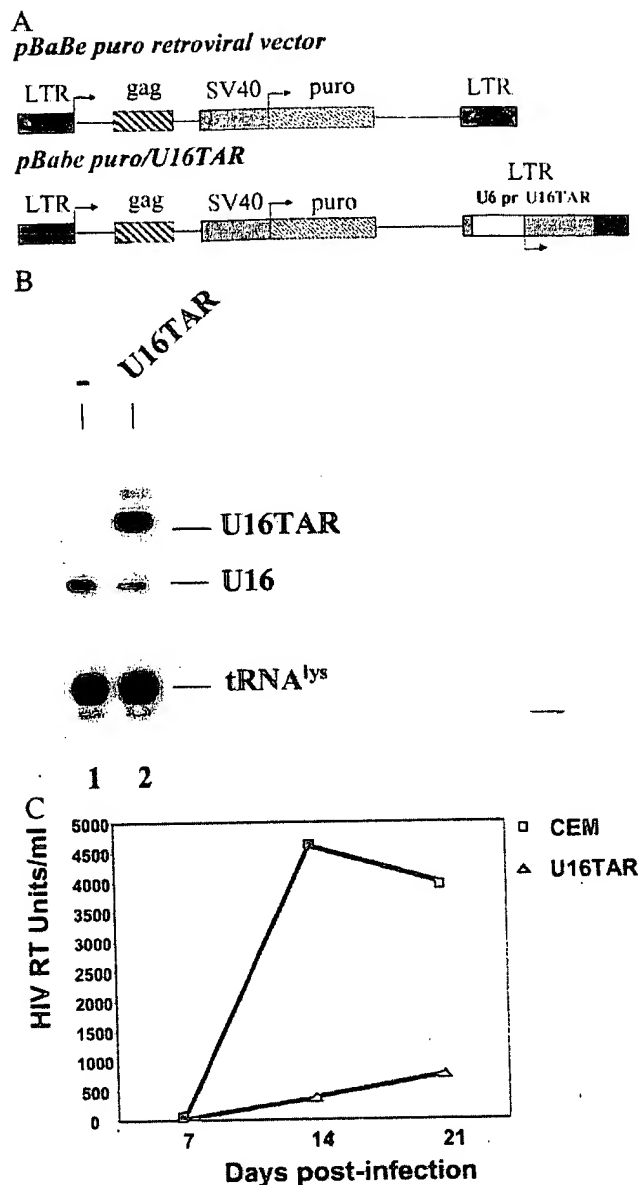 A
pBaBe puro retroviral vector
LTR gag SV40 puro LTR
pBabe puro/U16TAR
LTR
LTR gag SV40 puro U6 pr U16TAR
B
- U16TAR
U16TAR
U16
tRNAlys
1 2
C
5000
4500
4000
3500
3000
2500
2000
1500
1000
500
0
HIV RT Units/ml
CEM
U16TAR
7 14 21
Days post-infection